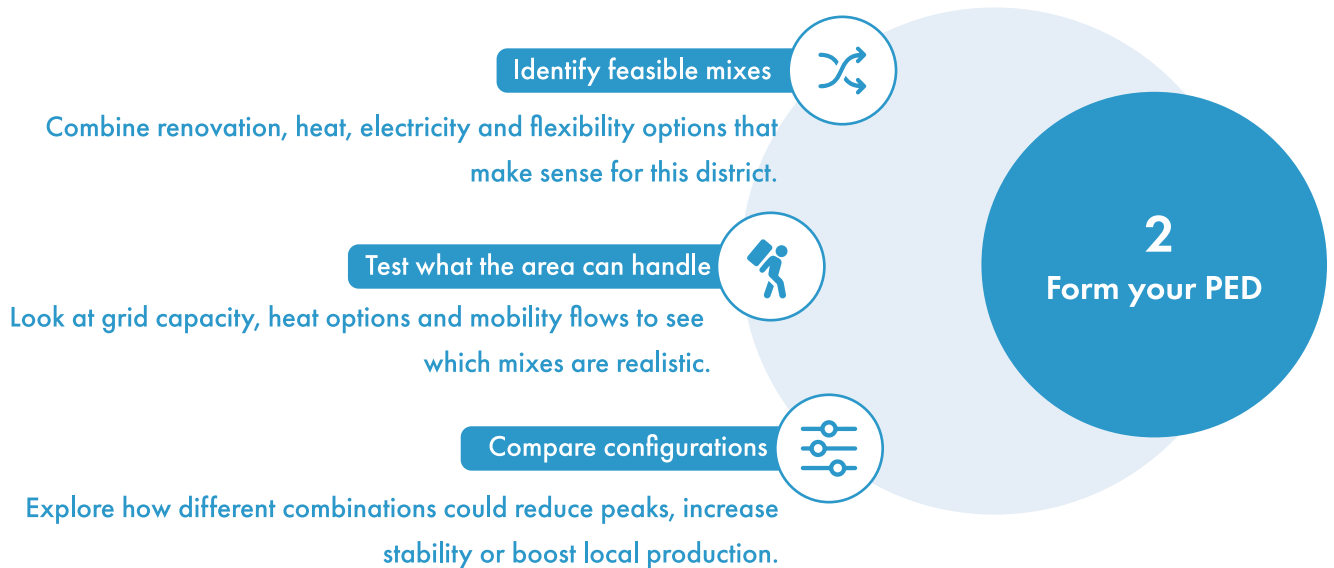 Identify feasible mixes
Combine renovation, heat, electricity and flexibility options that
make sense for this district.
Test what the area can handle
Look at grid capacity, heat options and mobility flows to see
which mixes are realistic.
Compare configurations
Explore how different combinations could reduce peaks, increase
stability or boost local production.
2
Form your PED